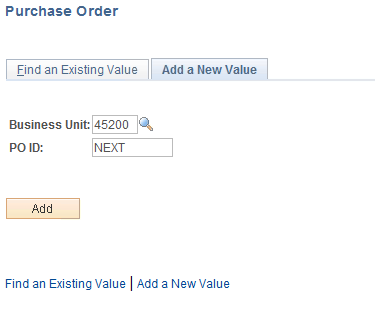 Purchase Order
Find an Existing Value Add a New Value
Business Unit: 45200
PO ID: NEXT
Add
Find an Existing Value | Add a New Value